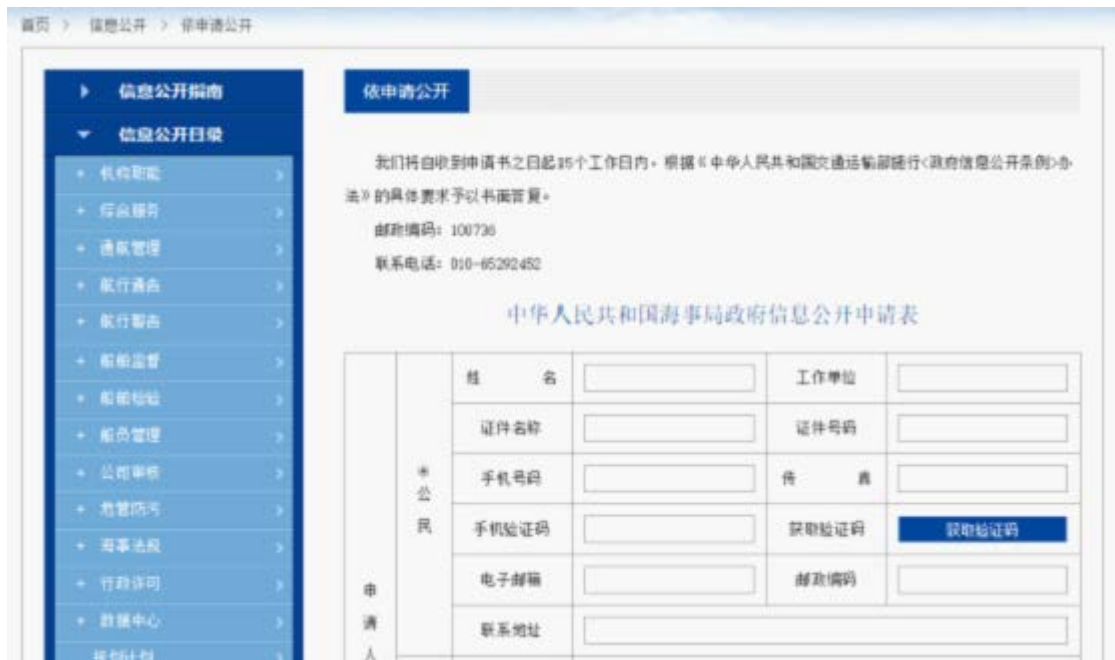 首页 > 信息公开 > 依申请公开
信息公开指南
信息公开目录
机构职能
综合服务
通航管理
航行通告
航行警告
船舶监督
船舶检验
船员管理
公司审核
危管防污
海事法规
行政许可
数据中心
规划计划
依申请公开
我们将自收到申请书之日起15个工作日内,根据《中华人民共和国交通运输部施行<政府信息公开条例>办
法》的具体要求予以书面答复。
邮政编码:100736
联系电话:010-65292452
中华人民共和国海事局政府信息公开申请表
申请人
*公民
姓 名
工作单位
证件名称
证件号码
手机号码
传 真
手机验证码
获取验证码
获取验证码
电子邮箱
邮政编码
联系地址